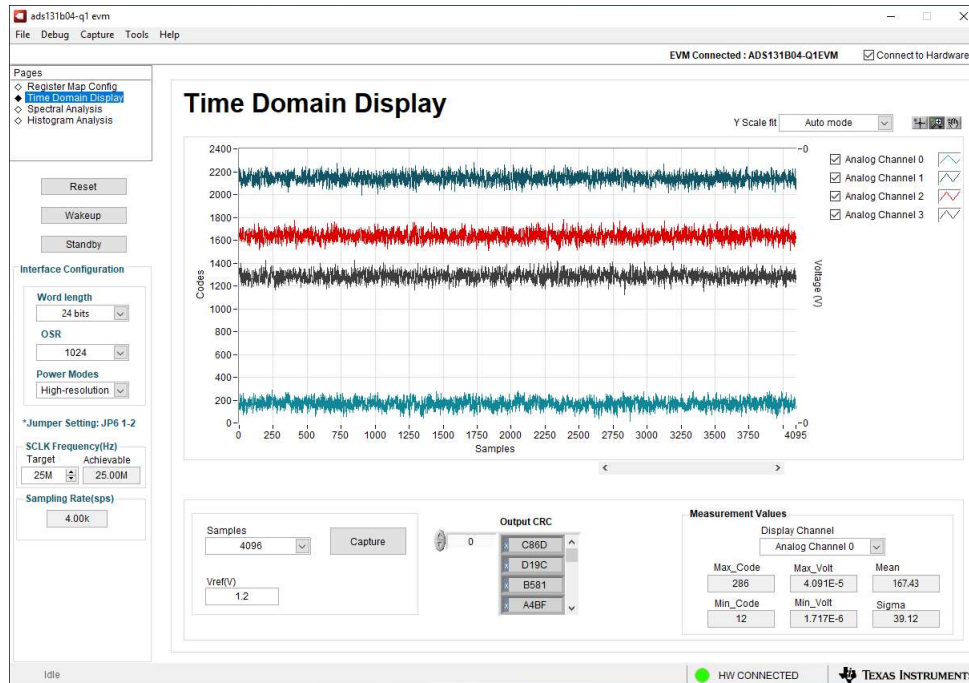 ads131b04-q1 evm
File Debug Capture Tools Help
EVM Connected : ADS131B04-Q1EVM
Connect to Hardware
Pages
Register Map Config
Time Domain Display
Spectral Analysis
Histogram Analysis
Reset
Wakeup
Standby
Interface Configuration
Word length
24 bits
OSR
1024
Power Modes
High-resolution
*Jumper Setting: JP6 1-2
SCLK Frequency(Hz)
Target Achievable
25M 25.00M
Sampling Rate(sps)
4.00k
Time Domain Display
Y Scale fit Auto mode
2400
2200
2000
1800
1600
1400
1200
1000
800
600
400
200
0
Codes
0 250 500 750 1000 1250 1500 1750 2000 2250 2500 2750 3000 3250 3500 3750 4095
Samples
0
0
Voltage (V)
Analog Channel 0
Analog Channel 1
Analog Channel 2
Analog Channel 3
Samples
4096
Capture
Vref(V)
1.2
Output CRC
0
x C86D
x D19C
x B581
x A4BF
Measurement Values
Display Channel
Analog Channel 0
Max_Code Max_Volt Mean
286 4.091E-5 167.43
Min_Code Min_Volt Sigma
12 1.717E-6 39.12
Idle
HW CONNECTED
TEXAS INSTRUMENTS